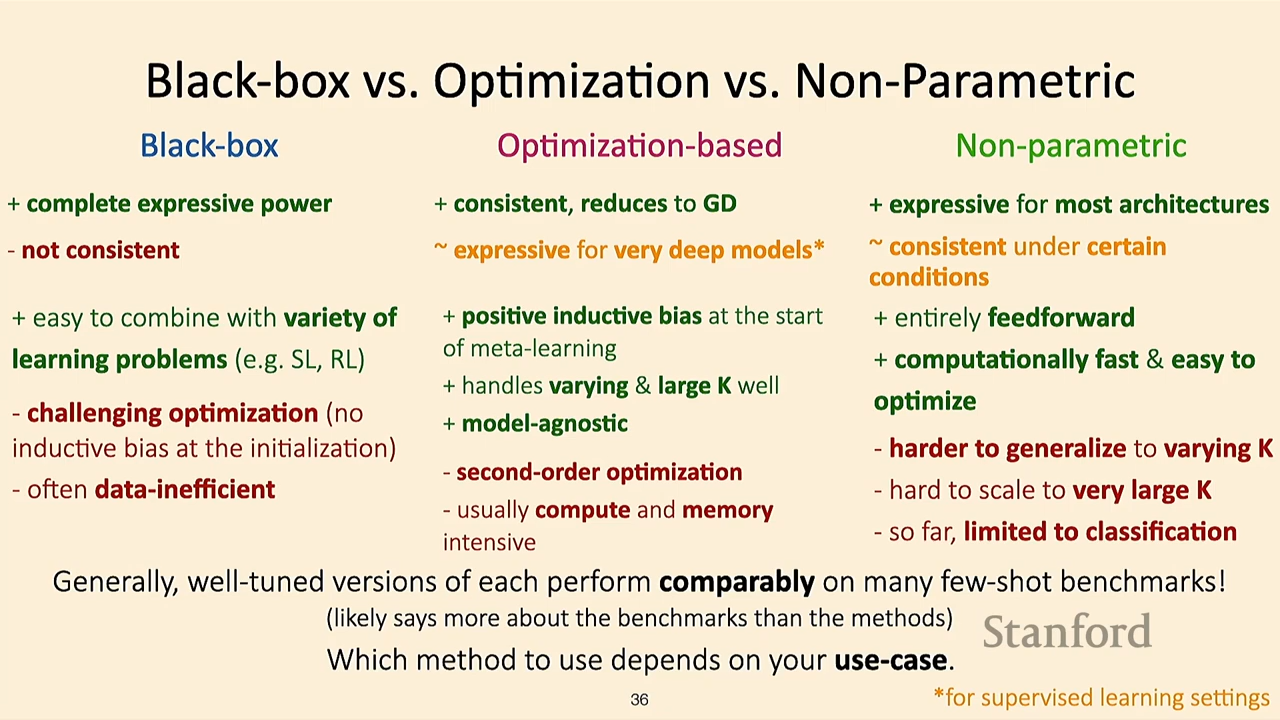 Black-box vs. Optimization vs. Non-Parametric
Black-box
+ complete expressive power
- not consistent
+ easy to combine with variety of
learning problems (e.g. SL, RL)
- challenging optimization (no
inductive bias at the initialization)
- often data-inefficient
Optimization-based
+ consistent, reduces to GD
~ expressive for very deep models*
+ positive inductive bias at the start
of meta-learning
+ handles varying & large K well
+ model-agnostic
- second-order optimization
- usually compute and memory
intensive
Non-parametric
+ expressive for most architectures
~ consistent under certain
conditions
+ entirely feedforward
+ computationally fast & easy to
optimize
- harder to generalize to varying K
- hard to scale to very large K
- so far, limited to classification
Generally, well-tuned versions of each perform comparably on many few-shot benchmarks!
(likely says more about the benchmarks than the methods)
Stanford
Which method to use depends on your use-case.
36
*for supervised learning settings